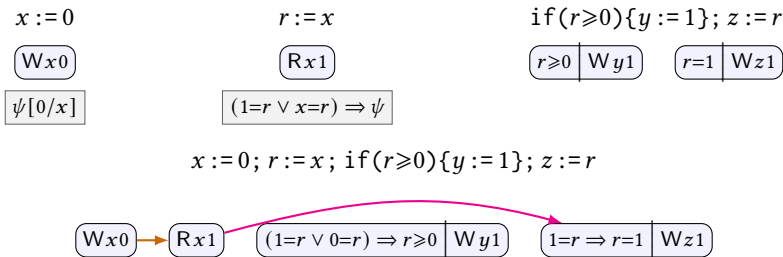 x := 0 r := x if(r⩾0){y := 1}; z := r
Wx0 Rx1 r⩾0 | Wy1 r=1 | Wz1
ψ[0/x] (1=r ∨ x=r) ⇒ ψ
x := 0; r := x; if(r⩾0){y := 1}; z := r
Wx0 Rx1 (1=r ∨ 0=r) ⇒ r⩾0 | Wy1 1=r ⇒ r=1 | Wz1